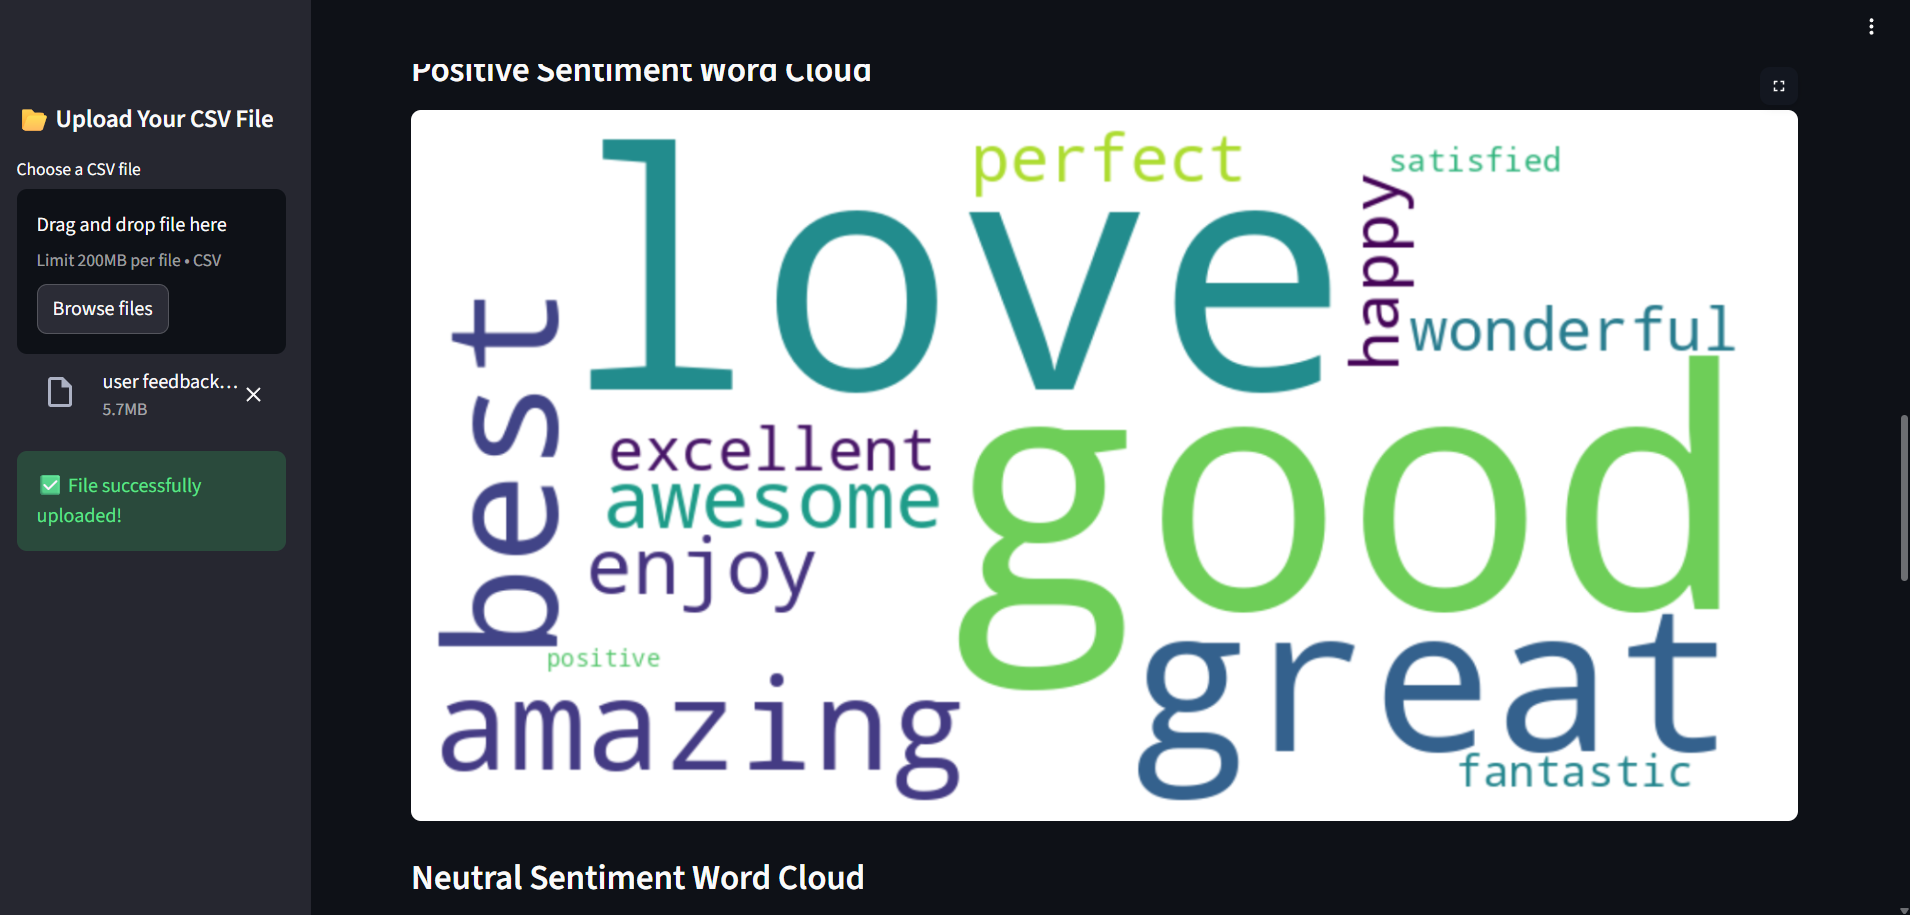 Upload Your CSV File
Choose a CSV file
Drag and drop file here
Limit 200MB per file • CSV
Browse files
user feedback...
5.7MB
File successfully
uploaded!
Positive Sentiment Word Cloud
love
perfect
satisfied
happy
wonderful
best
excellent
awesome
enjoy
good
positive
amazing
great
fantastic
Neutral Sentiment Word Cloud